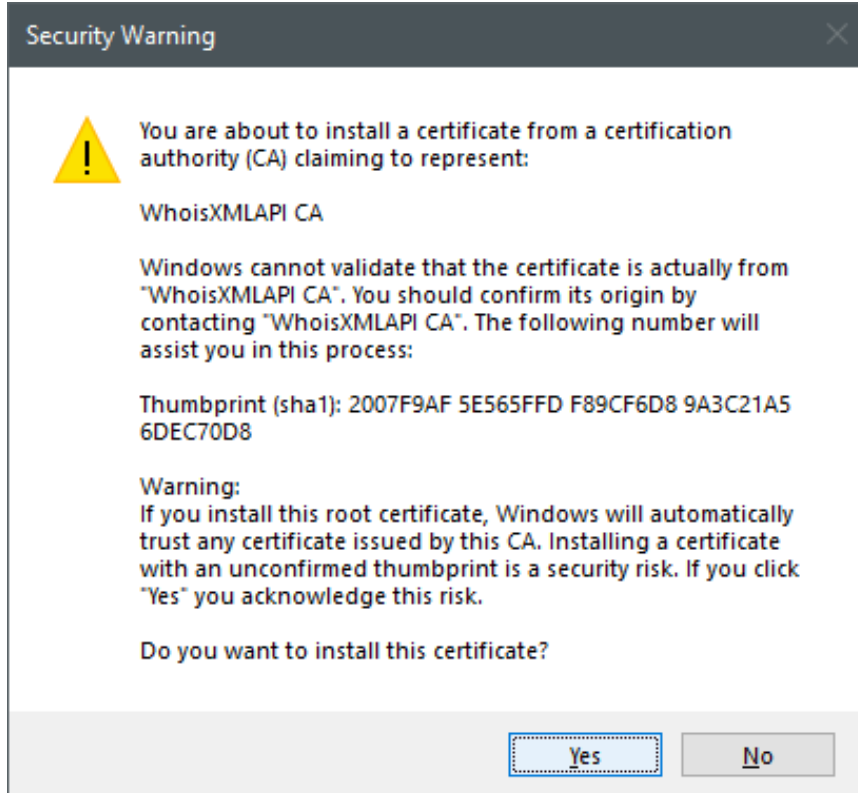 Security Warning
You are about to install a certificate from a certification
authority (CA) claiming to represent:
WhoisXMLAPI CA
Windows cannot validate that the certificate is actually from
"WhoisXMLAPI CA". You should confirm its origin by
contacting "WhoisXMLAPI CA". The following number will
assist you in this process:
Thumbprint (sha1): 2007F9AF 5E565FFD F89CF6D8 9A3C21A5
6DEC70D8
Warning:
If you install this root certificate, Windows will automatically
trust any certificate issued by this CA. Installing a certificate
with an unconfirmed thumbprint is a security risk. If you click
"Yes" you acknowledge this risk.
Do you want to install this certificate?
Yes No